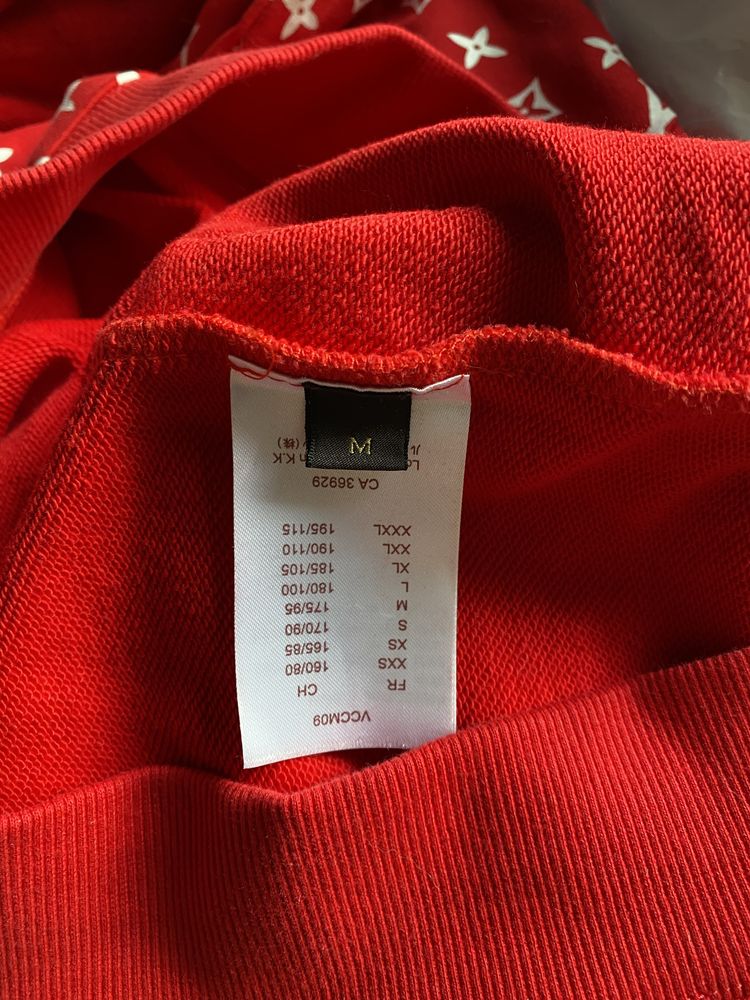 VCCM09
FR CH
XXS 160/80
XS 165/85
S 170/90
M 175/95
L 180/100
XL 185/105
XXL 190/110
XXXL 195/115
CA 36929
K.K
(株)
M